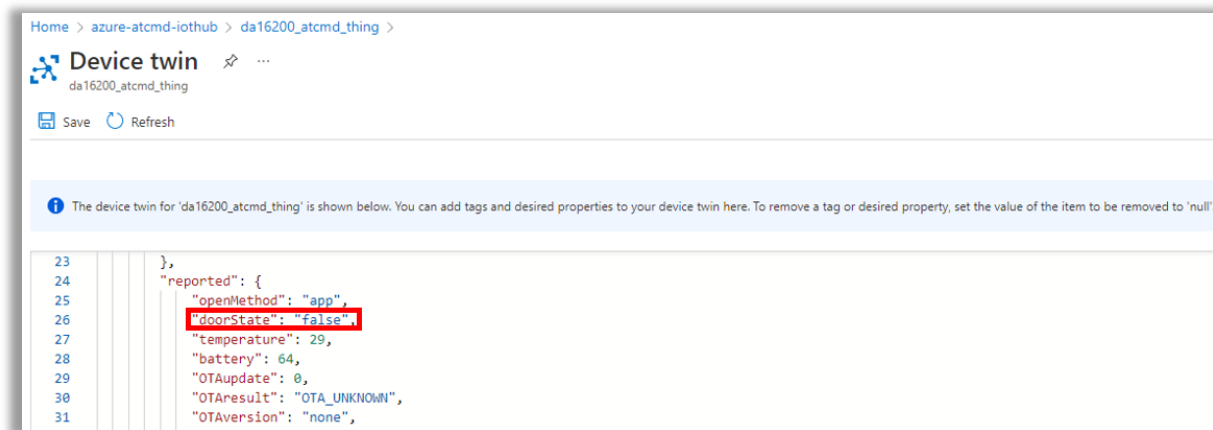 Home > azure-atcmd-iothub > da16200_atcmd_thing >
Device twin ...
da16200_atcmd_thing
Save Refresh
The device twin for 'da16200_atcmd_thing' is shown below. You can add tags and desired properties to your device twin here. To remove a tag or desired property, set the value of the item to be removed to 'null'.
23 },
24 "reported": {
25 "openMethod": "app",
26 "doorState": "false",
27 "temperature": 29,
28 "battery": 64,
29 "OTAupdate": 0,
30 "OTAresult": "OTA_UNKNOWN",
31 "OTAversion": "none",